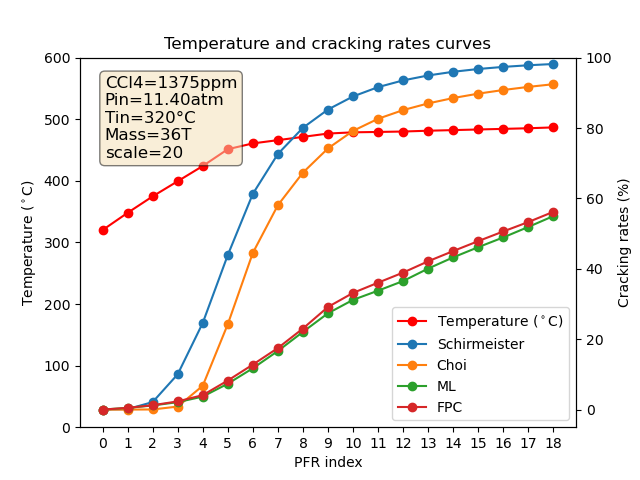 Temperature and cracking rates curves
CCl4=1375ppm
Pin=11.40atm
Tin=320°C
Mass=36T
scale=20
600
500
400
300
200
100
0
Temperature (°C)
100
80
60
40
20
0
Cracking rates (%)
Temperature (°C)
Schirmeister
Choi
ML
FPC
0 1 2 3 4 5 6 7 8 9 10 11 12 13 14 15 16 17 18
PFR index